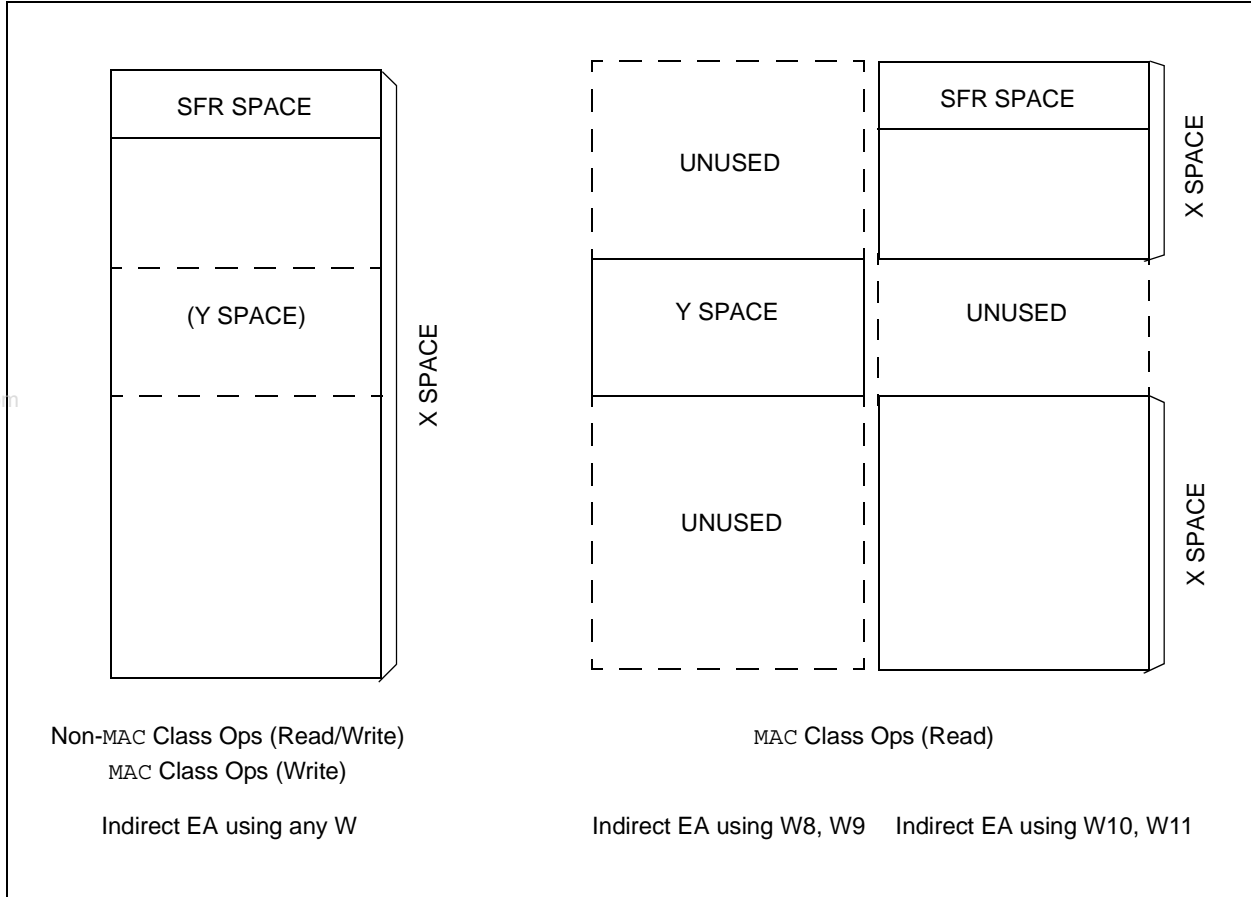 SFR SPACE
(Y SPACE)
X SPACE
UNUSED
Y SPACE
UNUSED
SFR SPACE
X SPACE
UNUSED
X SPACE
Non-MAC Class Ops (Read/Write)
MAC Class Ops (Write)
Indirect EA using any W
MAC Class Ops (Read)
Indirect EA using W8, W9
Indirect EA using W10, W11